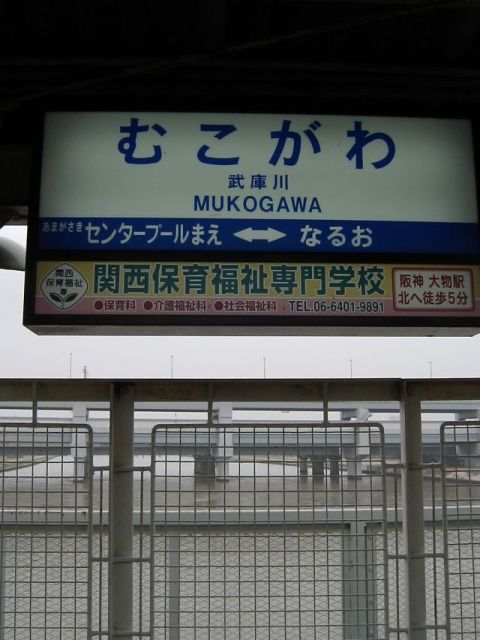 むこがわ
武庫川
MUKOGAWA
あまがさき センタープールまえ ⟷ なるお
関西
保育福祉
専
関西保育福祉専門学校
●保育科 ●介護福祉科 ●社会福祉科 TEL.06-6401-9891
阪神 大物駅
北へ徒歩5分